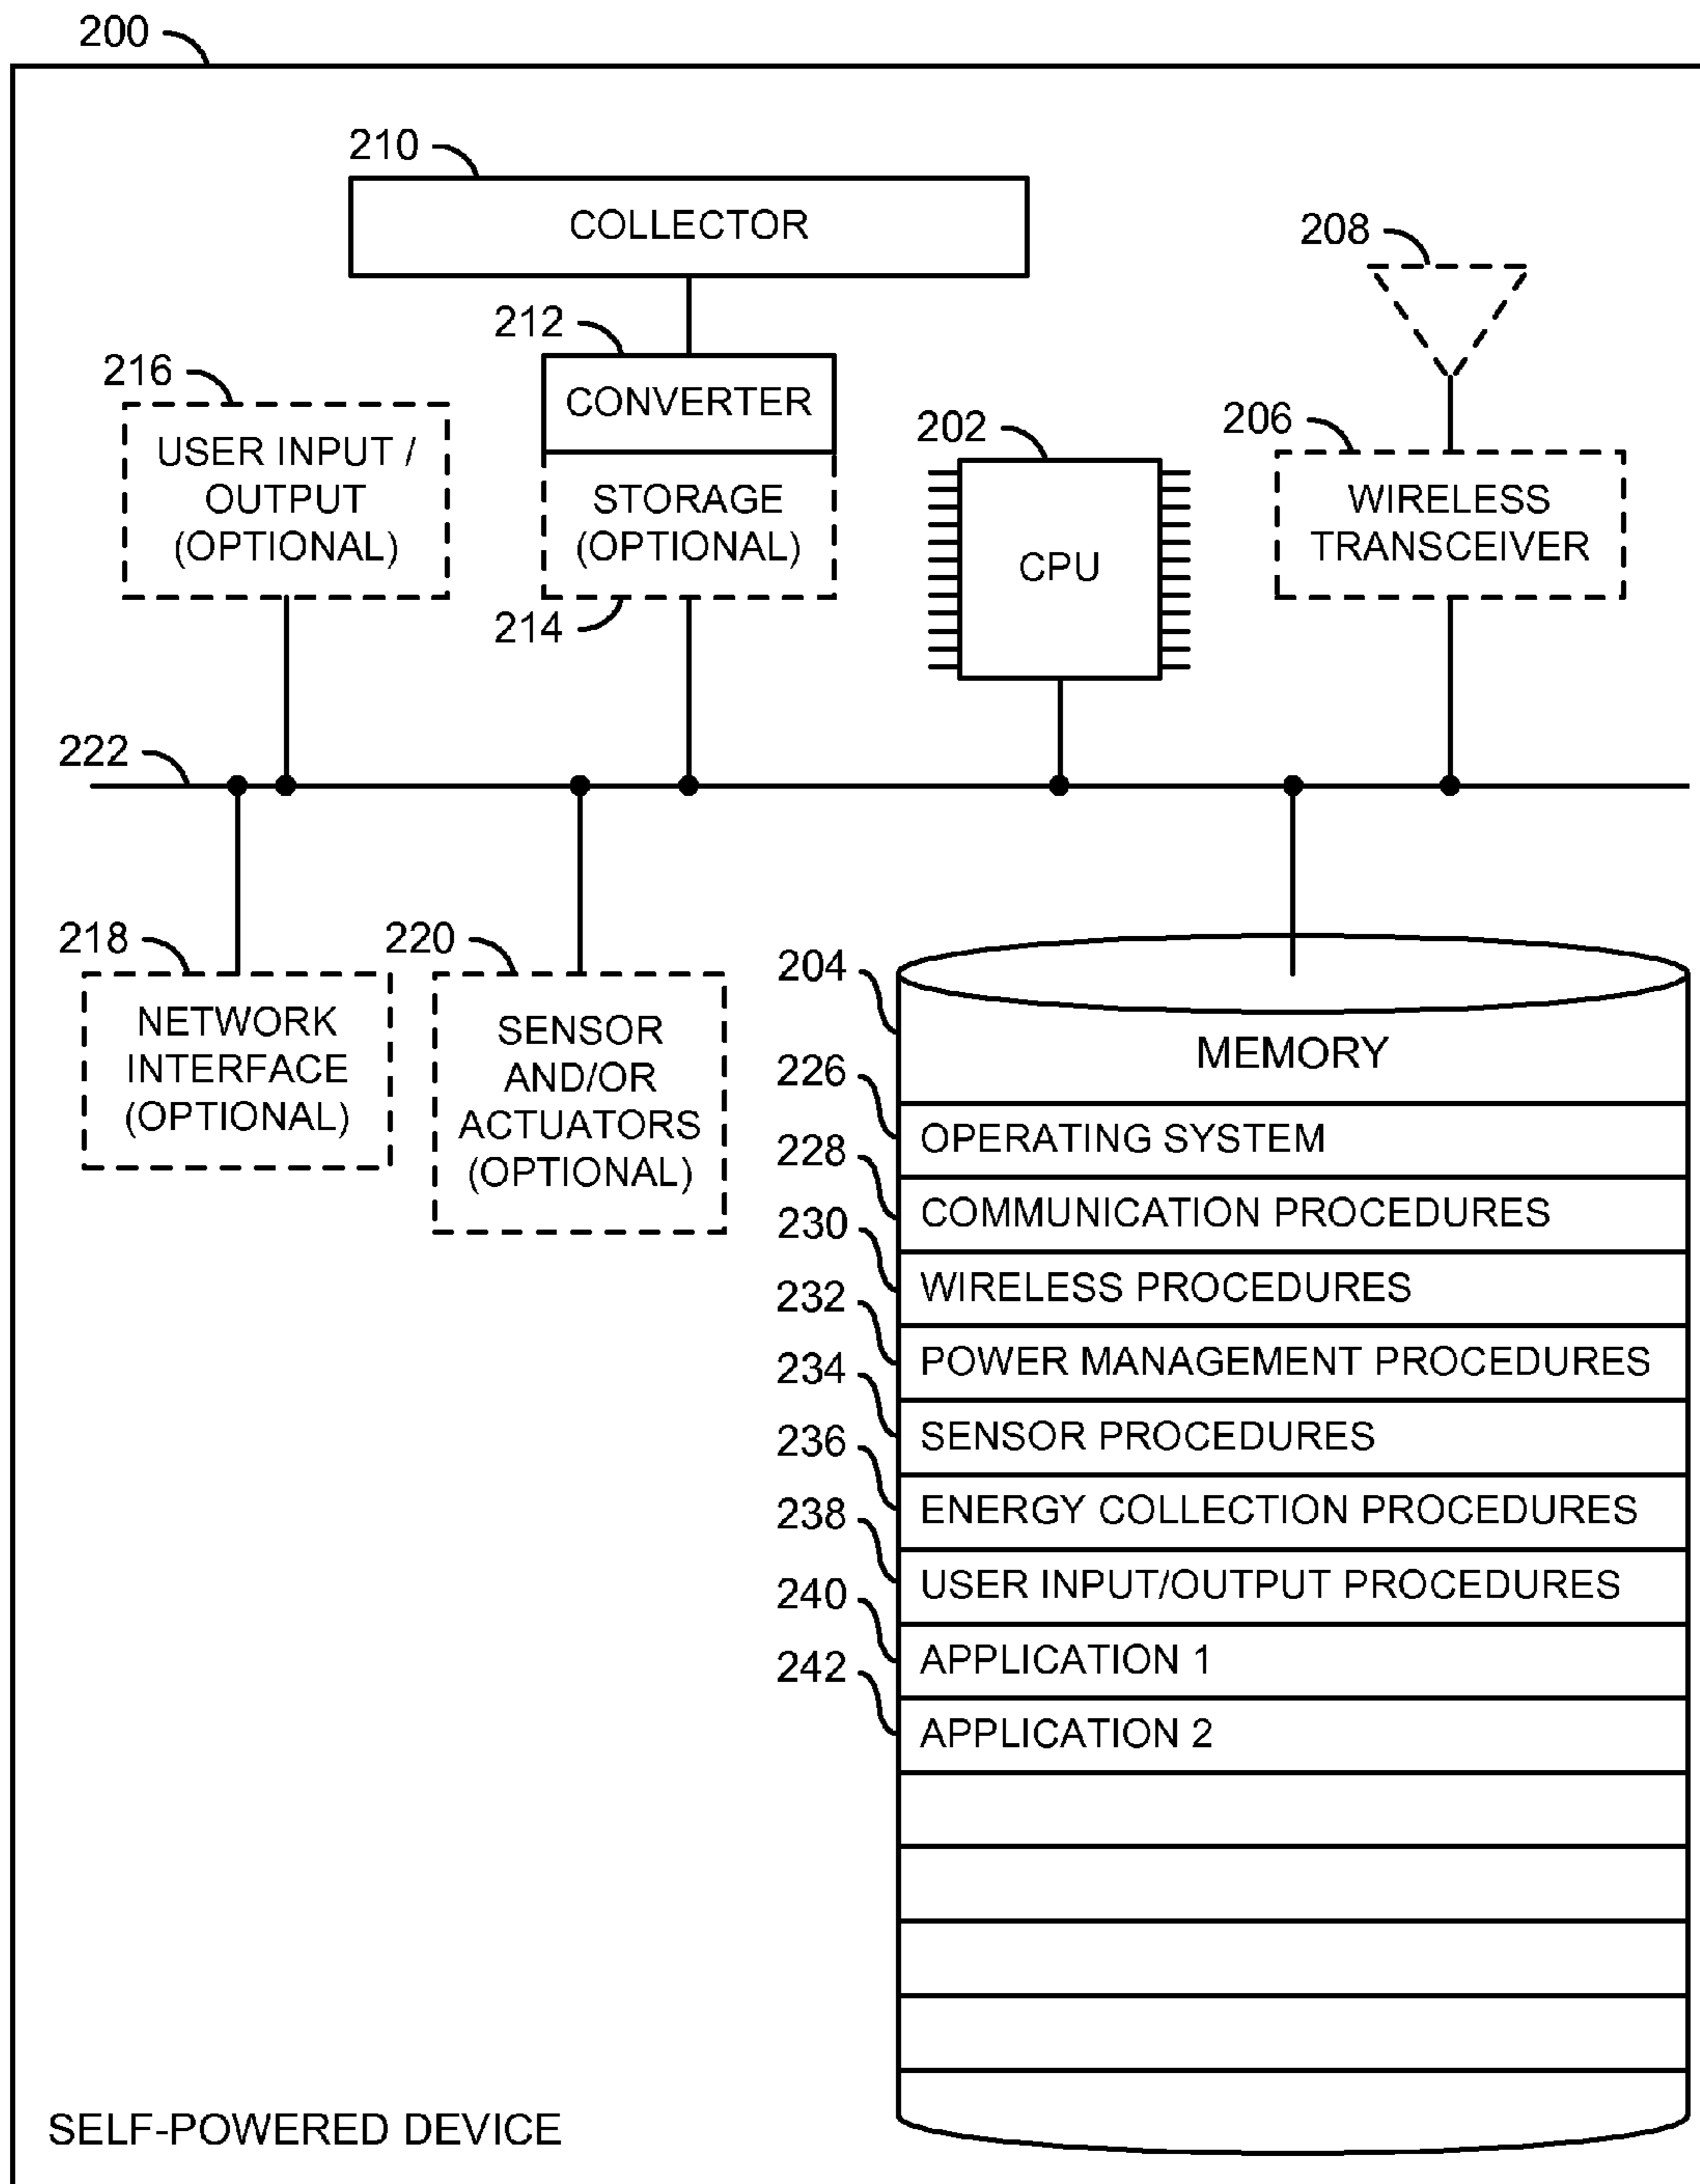 200
210
COLLECTOR
208
212
CONVERTER
216
USER INPUT /
OUTPUT
(OPTIONAL)
STORAGE
(OPTIONAL)
214
202
CPU
206
WIRELESS
TRANSCEIVER
222
218
NETWORK
INTERFACE
(OPTIONAL)
220
SENSOR
AND/OR
ACTUATORS
(OPTIONAL)
204
MEMORY
226
OPERATING SYSTEM
228
COMMUNICATION PROCEDURES
230
WIRELESS PROCEDURES
232
POWER MANAGEMENT PROCEDURES
234
SENSOR PROCEDURES
236
ENERGY COLLECTION PROCEDURES
238
USER INPUT/OUTPUT PROCEDURES
240
APPLICATION 1
242
APPLICATION 2
SELF-POWERED DEVICE